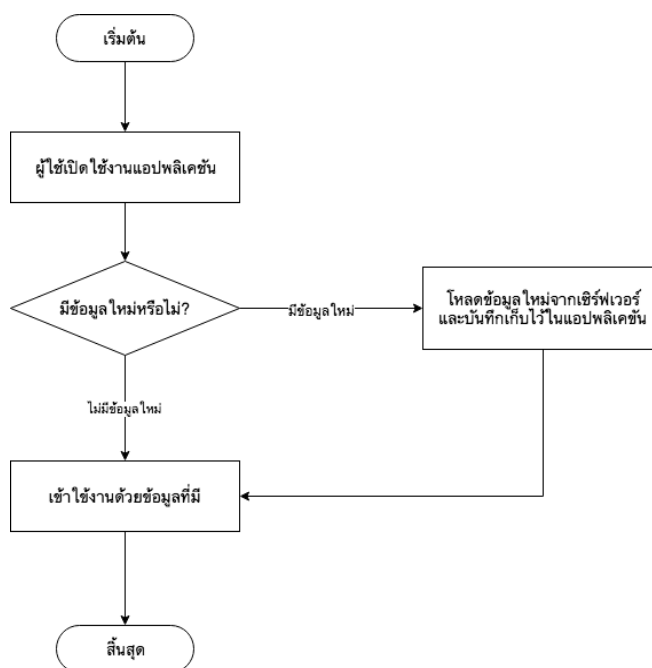 เริ่มต้น
ผู้ใช้เปิดใช้งานแอปพลิเคชัน
มีข้อมูลใหม่หรือไม่?
มีข้อมูลใหม่
โหลดข้อมูลใหม่จากเซิร์ฟเวอร์
และบันทึกเก็บไว้ในแอปพลิเคชัน
ไม่มีข้อมูลใหม่
เข้าใช้งานด้วยข้อมูลที่มี
สิ้นสุด